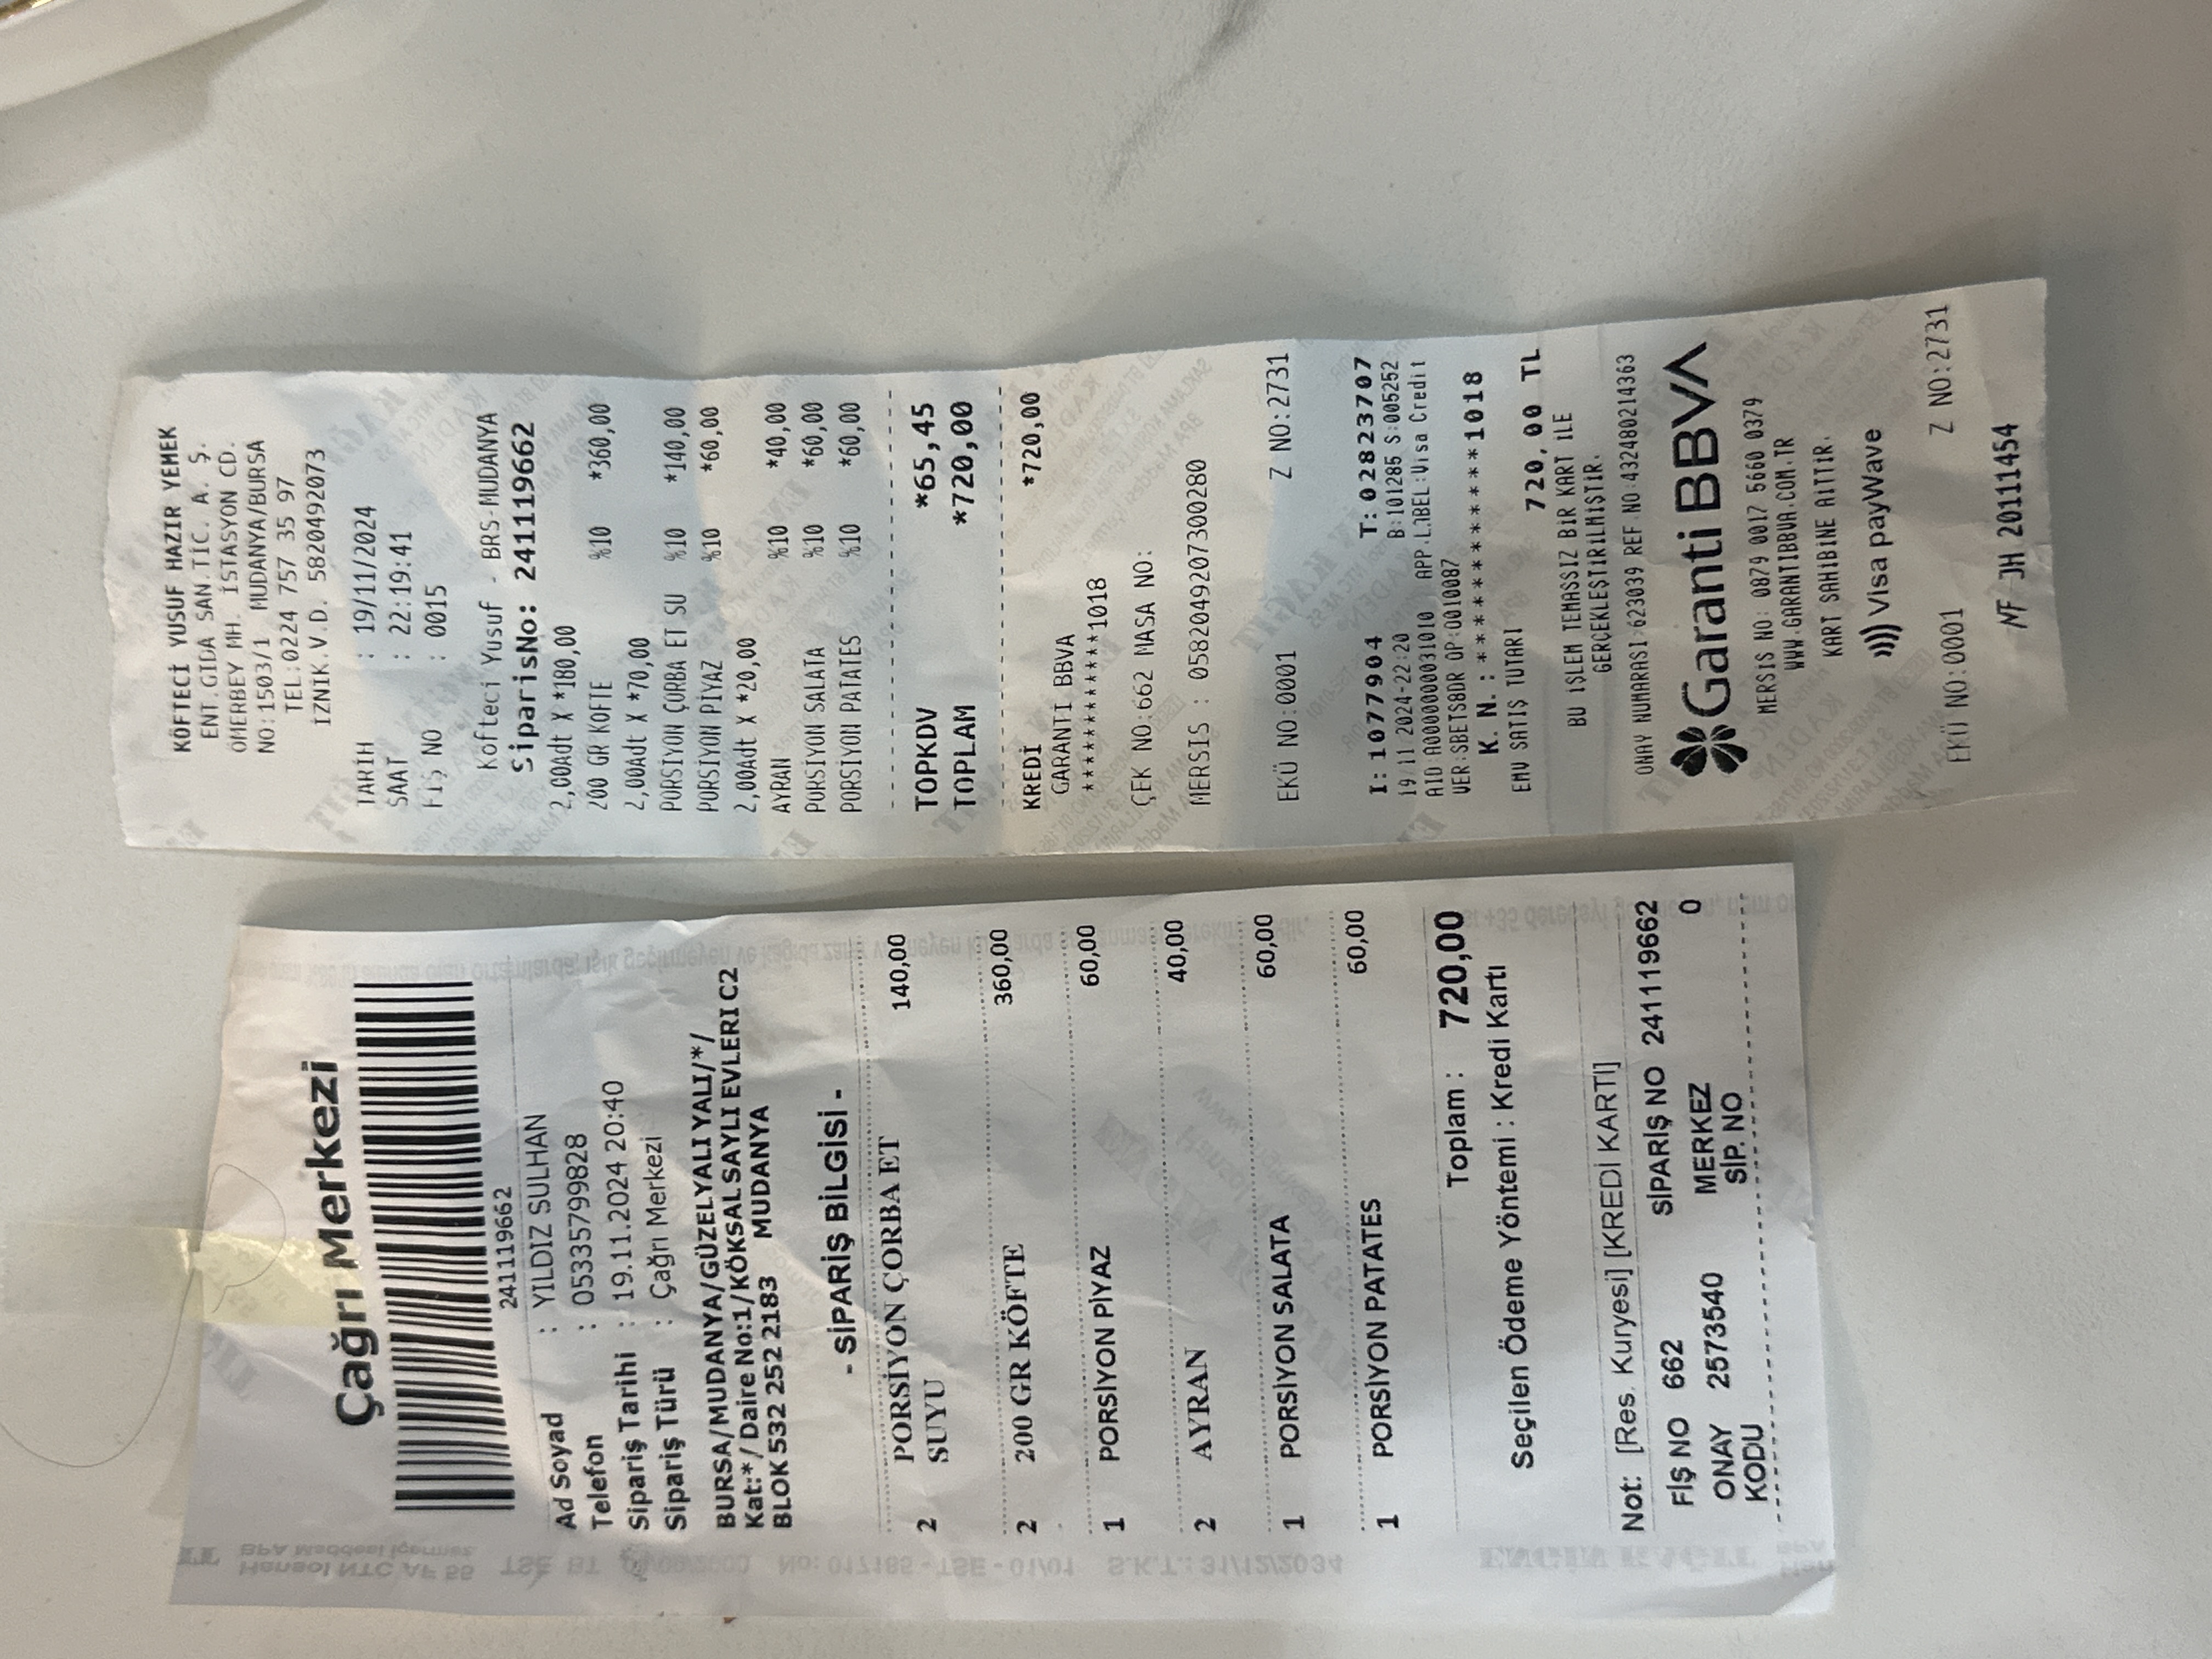 KÖFTECİ YUSUF HAZIR YEMEK
ENT.GIDA SAN.TİC. A. Ş.
ÖMERBEY MH. İSTASYON CD.
NO:1503/1 MUDANYA/BURSA
TEL:0224 757 35 97
İZNİK.V.D. 5820492073
TARİH : 19/11/2024
SAAT : 22:19:41
FİŞ NO : 0015
Köfteci Yusuf - BRS-MUDANYA
SiparisNo: 2411119662
2,00Adt X *180,00
200 GR KÖFTE %10 *360,00
2,00Adt X *70,00
PORSİYON ÇORBA ET SU %10 *140,00
PORSİYON PİYAZ %10 *60,00
2,00Adt X *20,00
AYRAN %10 *40,00
PORSİYON SALATA %10 *60,00
PORSİYON PATATES %10 *60,00
TOPKDV *65,45
TOPLAM *720,00
KREDİ *720,00
GARANTİ BBVA
************1018
ÇEK NO:662 MASA NO:
MERSIS : 0582049207300280
EKÜ NO:0001 Z NO:2731
I:1077904 T:02823707
19/11/2024-22:20 B:101285 S:005252
AID:A0000000031010 APP.LABEL:Visa Credit
VER:SBETSBDR OP:0010087
K. N. : ************1018
EMV SATIŞ TUTARI 720,00 TL
BU İŞLEM TEMASSIZ BİR KART İLE
GERÇEKLEŞTİRİLMİŞTİR.
ONAY NUMARASI:623039 REF NO:432480214363
Garanti BBVA
MERSIS NO: 0879 0017 5660 0379
WWW.GARANTIBBVA.COM.TR
KART SAHİBİNE AİTTİR.
Visa payWave
EKÜ NO:0001 Z NO:2731
MF JH 20111454
Çağrı Merkezi
2411119662
Ad Soyad : YILDIZ SULHAN
Telefon : 05335799828
Sipariş Tarihi : 19.11.2024 20:40
Sipariş Türü : Çağrı Merkezi
BURSA/MUDANYA/GÜZELYALI YALI/*/
Kat:* / Daire No:1/KÖKSAL SAYLI EVLERI C2
BLOK 532 252 2183 MUDANYA
- SİPARİŞ BİLGİSİ -
2 PORSİYON ÇORBA ET 140,00
SUYU
2 200 GR KÖFTE 360,00
1 PORSİYON PİYAZ 60,00
2 AYRAN 40,00
1 PORSİYON SALATA 60,00
1 PORSİYON PATATES 60,00
Toplam : 720,00
Seçilen Ödeme Yöntemi : Kredi Kartı
Not: [Res. Kuryesi] [KREDİ KARTI]
FİŞ NO 662 SİPARİŞ NO 2411119662
ONAY 2573540 MERKEZ 0
KODU SİP. NO